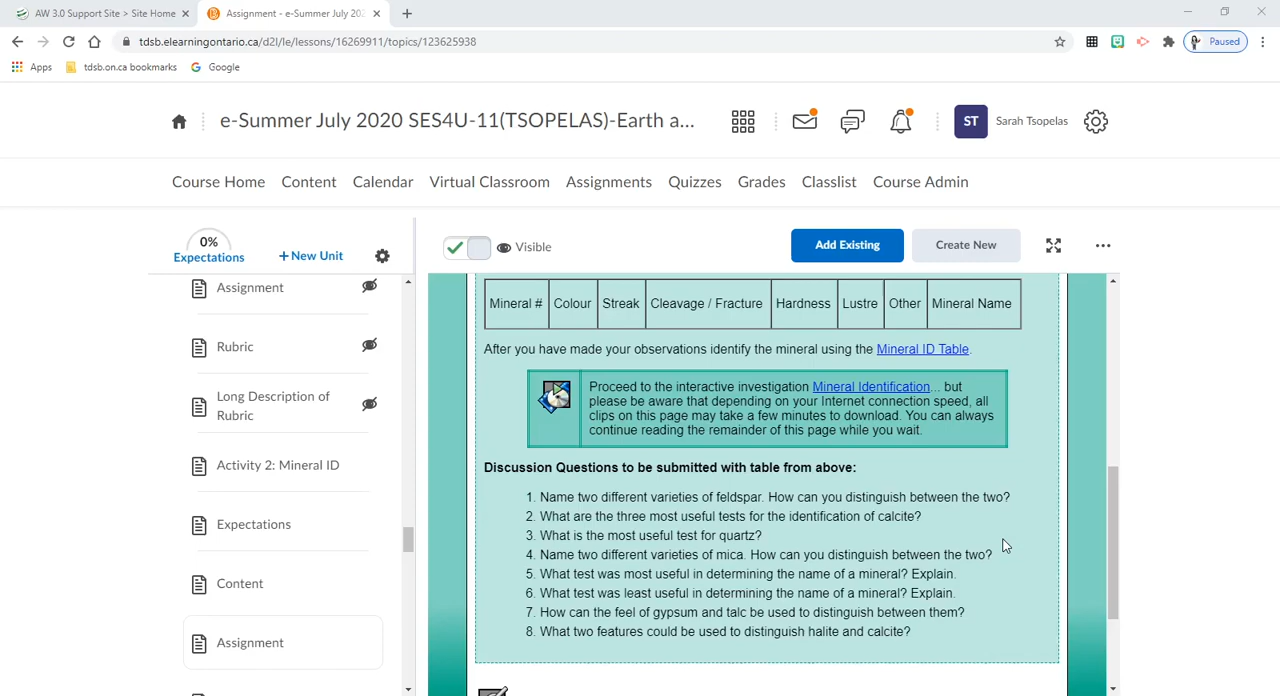 AW 3.0 Support Site > Site Home
Assignment - e-Summer July 202
tdsb.elearningontario.ca/d2l/le/lessons/16269911/topics/123625938
Paused
Apps
tdsb.on.ca bookmarks
Google
e-Summer July 2020 SES4U-11(TSOPELAS)-Earth a...
ST
Sarah Tsopelas
Course Home
Content
Calendar
Virtual Classroom
Assignments
Quizzes
Grades
Classlist
Course Admin
0%
Expectations
+ New Unit
Visible
Add Existing
Create New
Assignment
Rubric
Long Description of
Rubric
Activity 2: Mineral ID
Expectations
Content
Assignment
Mineral # Colour Streak Cleavage / Fracture Hardness Lustre Other Mineral Name
After you have made your observations identify the mineral using the Mineral ID Table.
Proceed to the interactive investigation Mineral Identification... but
please be aware that depending on your Internet connection speed, all
clips on this page may take a few minutes to download. You can always
continue reading the remainder of this page while you wait.
Discussion Questions to be submitted with table from above:
1. Name two different varieties of feldspar. How can you distinguish between the two?
2. What are the three most useful tests for the identification of calcite?
3. What is the most useful test for quartz?
4. Name two different varieties of mica. How can you distinguish between the two?
5. What test was most useful in determining the name of a mineral? Explain.
6. What test was least useful in determining the name of a mineral? Explain.
7. How can the feel of gypsum and talc be used to distinguish between them?
8. What two features could be used to distinguish halite and calcite?